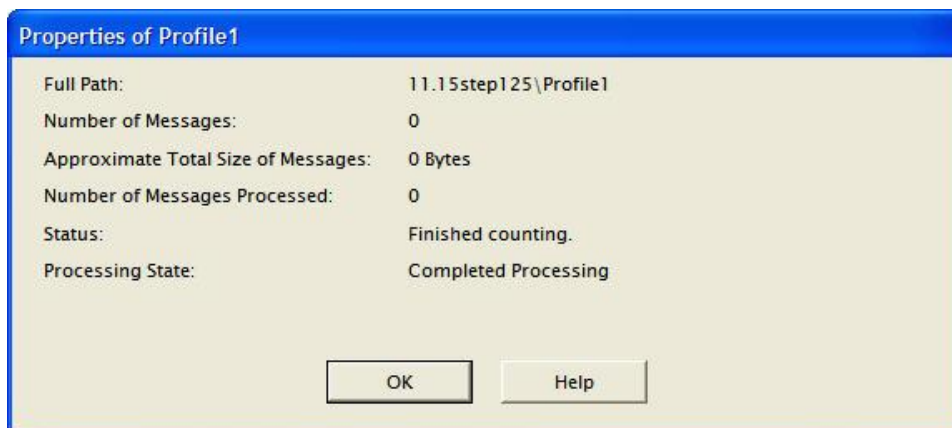 Properties of Profile1
Full Path: 11.15step125\Profile1
Number of Messages: 0
Approximate Total Size of Messages: 0 Bytes
Number of Messages Processed: 0
Status: Finished counting.
Processing State: Completed Processing
OK Help